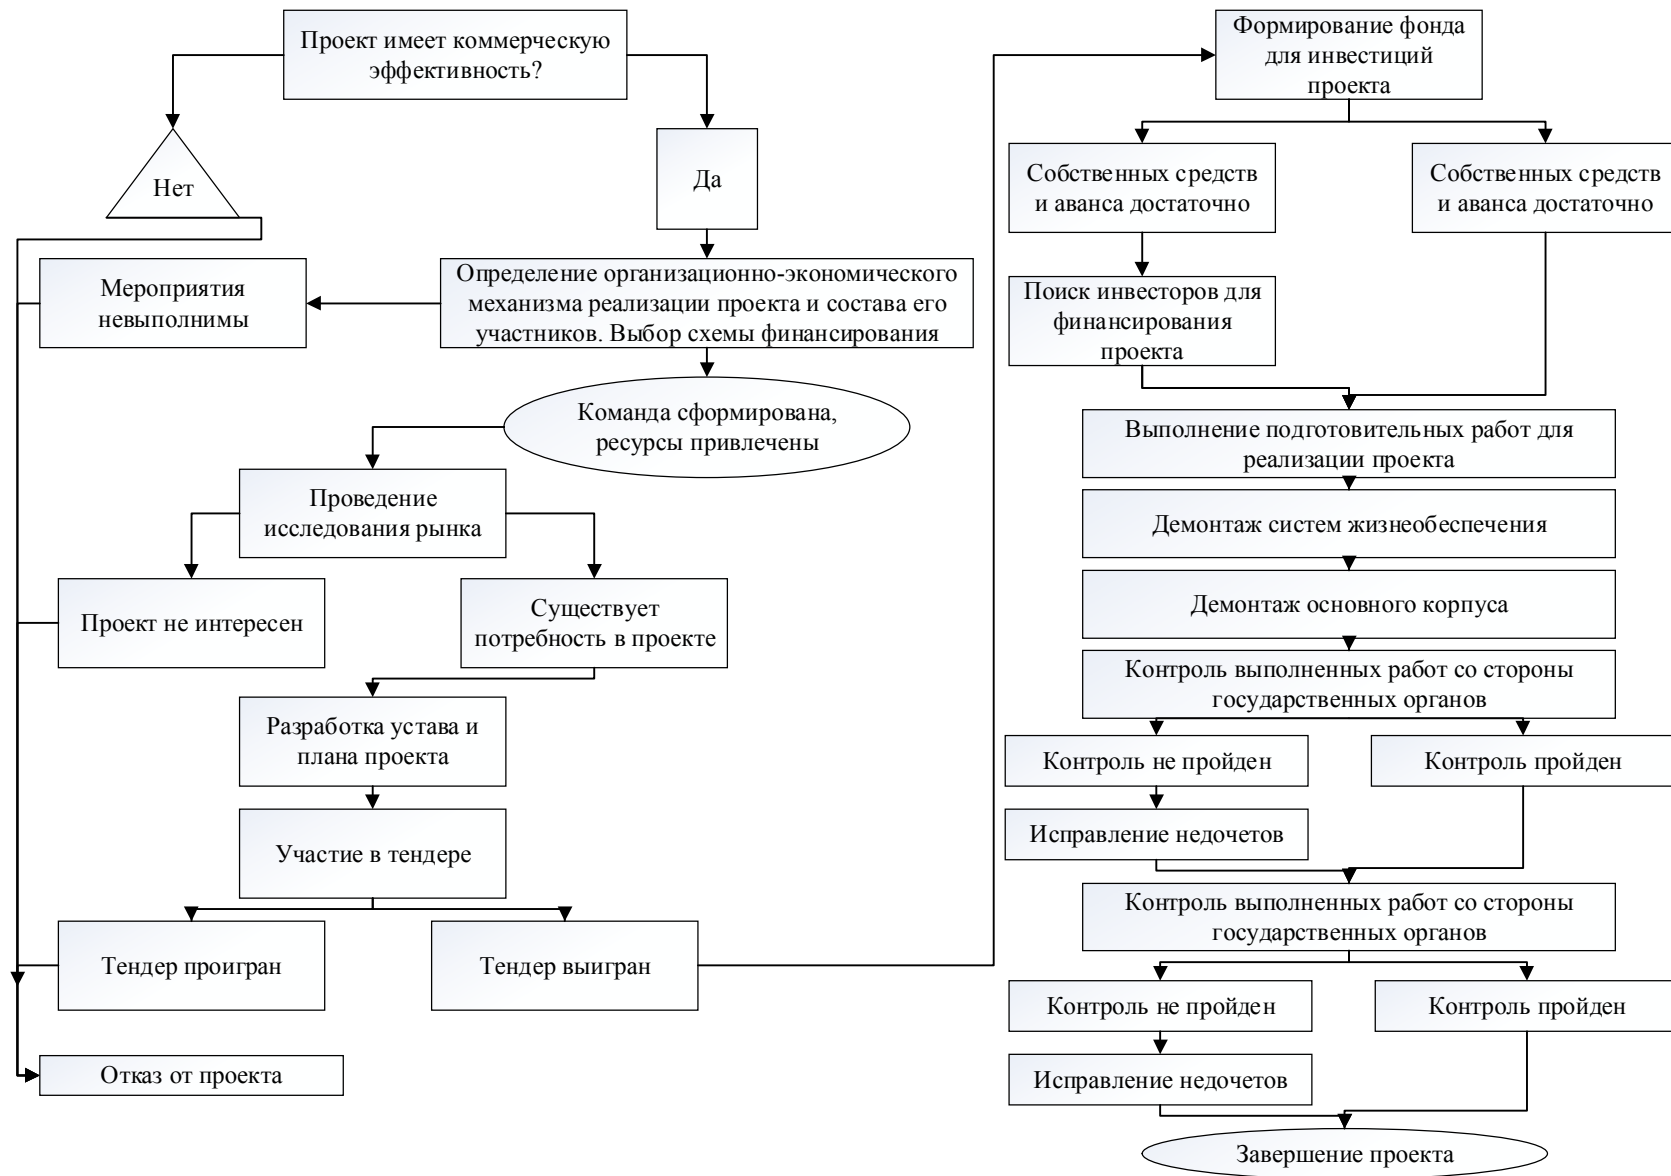 Проект имеет коммерческую
эффективность?
Нет
Да
Мероприятия
невыполнимы
Определение организационно-экономического
механизма реализации проекта и состава его
участников. Выбор схемы финансирования
Команда сформирована,
ресурсы привлечены
Проведение
исследования рынка
Проект не интересен
Существует
потребность в проекте
Разработка устава и
плана проекта
Участие в тендере
Тендер проигран
Тендер выигран
Отказ от проекта
Формирование фонда
для инвестиций
проекта
Собственных средств
и аванса достаточно
Собственных средств
и аванса достаточно
Поиск инвесторов для
финансирования
проекта
Выполнение подготовительных работ для
реализации проекта
Демонтаж систем жизнеобеспечения
Демонтаж основного корпуса
Контроль выполненных работ со стороны
государственных органов
Контроль не пройден
Контроль пройден
Исправление недочетов
Контроль выполненных работ со стороны
государственных органов
Контроль не пройден
Контроль пройден
Исправление недочетов
Завершение проекта